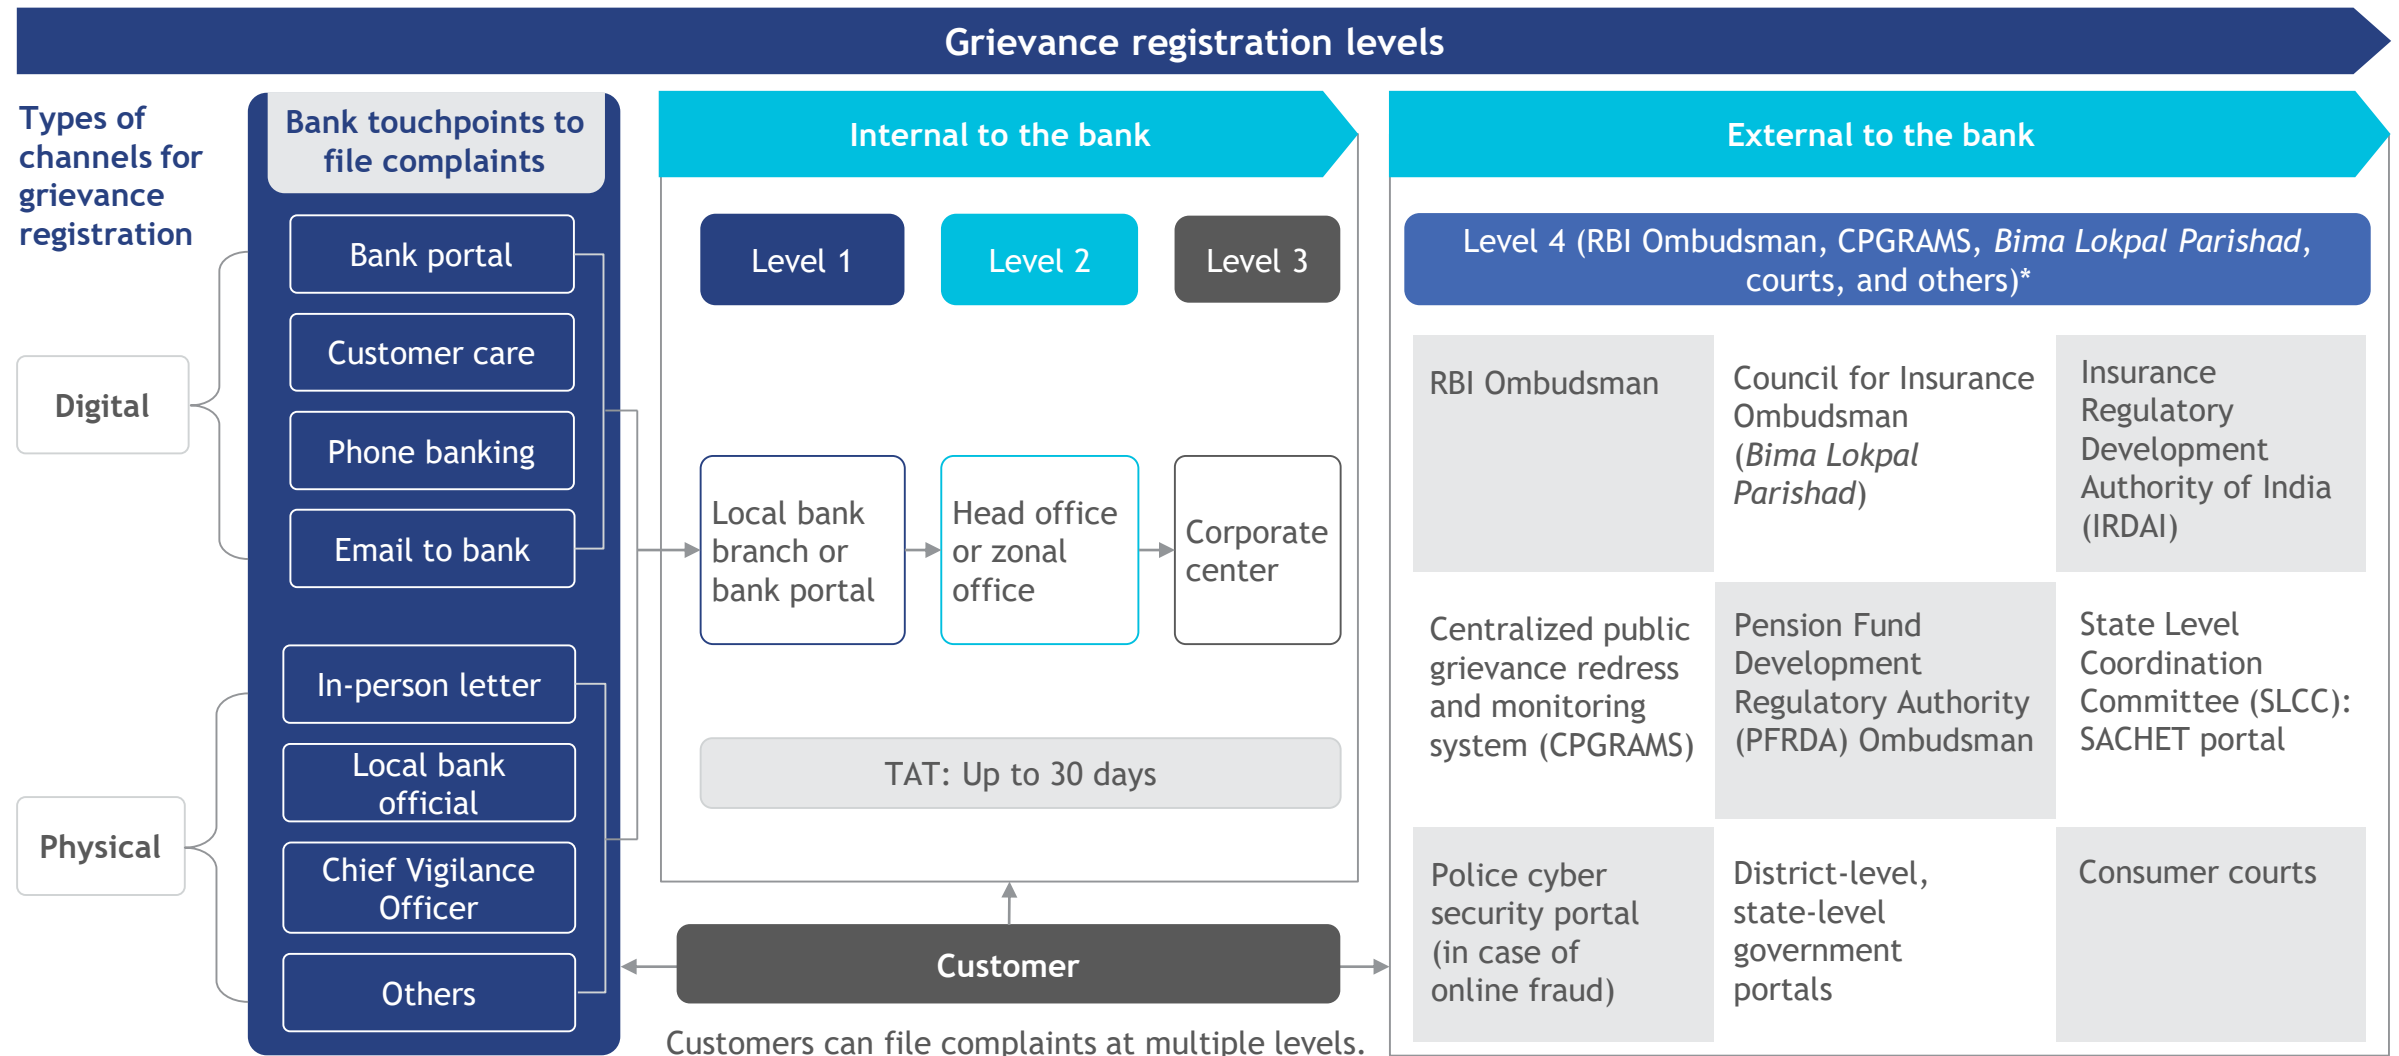 Grievance registration levels
Types of
channels for
grievance
registration
Digital
Physical
Bank touchpoints to
file complaints
Bank portal
Customer care
Phone banking
Email to bank
In-person letter
Local bank
official
Chief Vigilance
Officer
Others
Internal to the bank
Level 1
Level 2
Level 3
Local bank
branch or
bank portal
Head office
or zonal
office
Corporate
center
TAT: Up to 30 days
Customer
Customers can file complaints at multiple levels.
External to the bank
Level 4 (RBI Ombudsman, CPGRAMS, Bima Lokpal Parishad,
courts, and others)*
RBI Ombudsman
Council for Insurance
Ombudsman
(Bima Lokpal
Parishad)
Insurance
Regulatory
Development
Authority of India
(IRDAI)
Centralized public
grievance redress
and monitoring
system (CPGRAMS)
Pension Fund
Development
Regulatory Authority
(PFRDA) Ombudsman
State Level
Coordination
Committee (SLCC):
SACHET portal
Police cyber
security portal
(in case of
online fraud)
District-level,
state-level
government
portals
Consumer courts